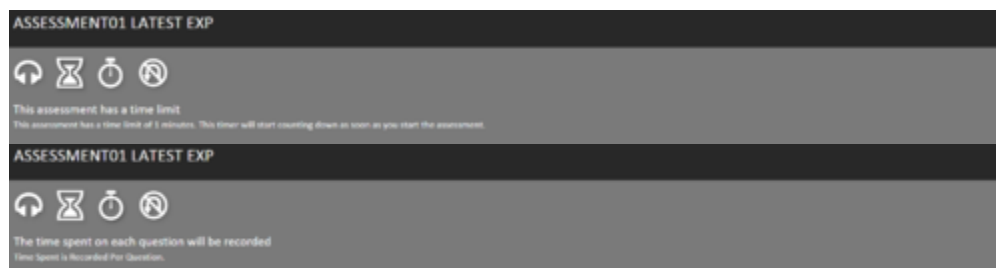 ASSESSMENT01 LATEST EXP
This assessment has a time limit
This assessment has a time limit of 1 minutes. This timer will start counting down as soon as you start the assessment.
ASSESSMENT01 LATEST EXP
The time spent on each question will be recorded
Time Spent is Recorded Per Question.